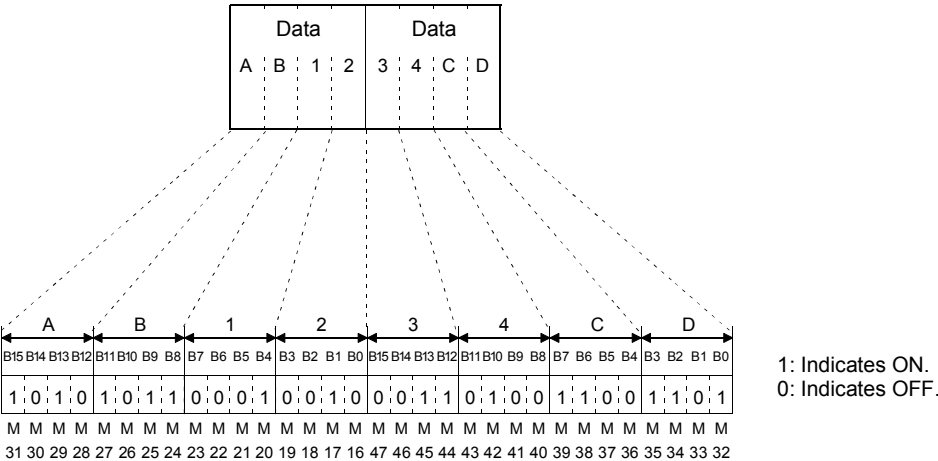 Data Data
A B 1 2 3 4 C D
A B 1 2 3 4 C D
B15 B14 B13 B12 B11 B10 B9 B8 B7 B6 B5 B4 B3 B2 B1 B0 B15 B14 B13 B12 B11 B10 B9 B8 B7 B6 B5 B4 B3 B2 B1 B0
1: Indicates ON.
0: Indicates OFF.
1 0 1 0 1 0 1 1 0 0 0 1 0 0 1 0 0 0 1 1 0 1 0 0 1 1 0 0 1 1 0 1
M M M M M M M M M M M M M M M M M M M M M M M M M M M M M M M M
31 30 29 28 27 26 25 24 23 22 21 20 19 18 17 16 47 46 45 44 43 42 41 40 39 38 37 36 35 34 33 32